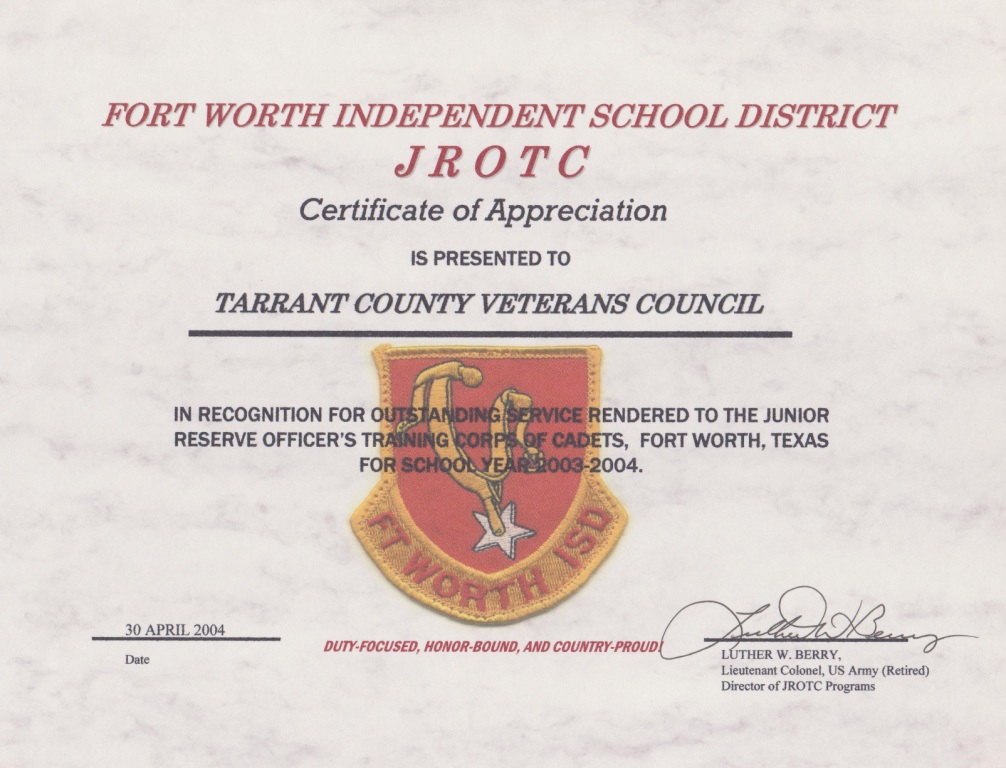 FORT WORTH INDEPENDENT SCHOOL DISTRICT
JROTC
Certificate of Appreciation
IS PRESENTED TO
TARRANT COUNTY VETERANS COUNCIL
IN RECOGNITION FOR OUTSTANDING SERVICE RENDERED TO THE JUNIOR
RESERVE OFFICER'S TRAINING CORPS OF CADETS, FORT WORTH, TEXAS
FOR SCHOOL YEAR 2003-2004.
FT WORTH ISD
30 APRIL 2004
Date
DUTY-FOCUSED, HONOR-BOUND, AND COUNTRY-PROUD!
Luther W Berry
LUTHER W. BERRY,
Lieutenant Colonel, US Army (Retired)
Director of JROTC Programs